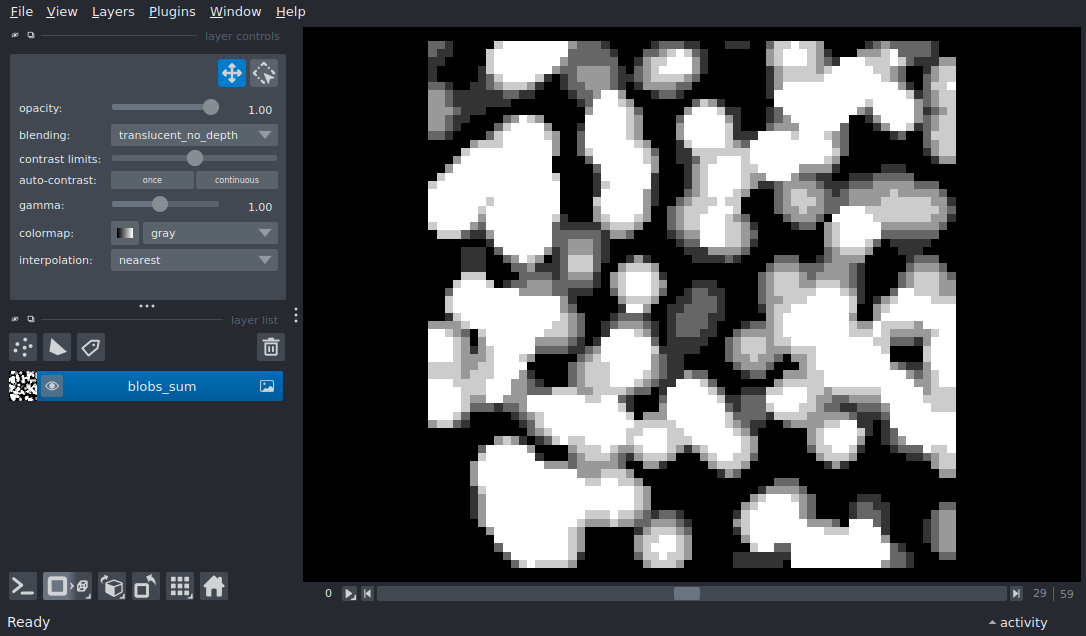 File View Layers Plugins Window Help
layer controls
opacity: 1.00
blending: translucent_no_depth
contrast limits:
auto-contrast: once continuous
gamma: 1.00
colormap: gray
interpolation: nearest
layer list
blobs_sum
0 29 | 59
Ready activity